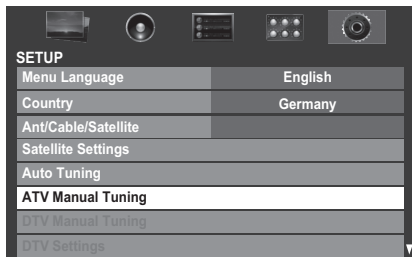 SETUP
Menu Language English
Country Germany
Ant/Cable/Satellite
Satellite Settings
Auto Tuning
ATV Manual Tuning
DTV Manual Tuning
DTV Settings